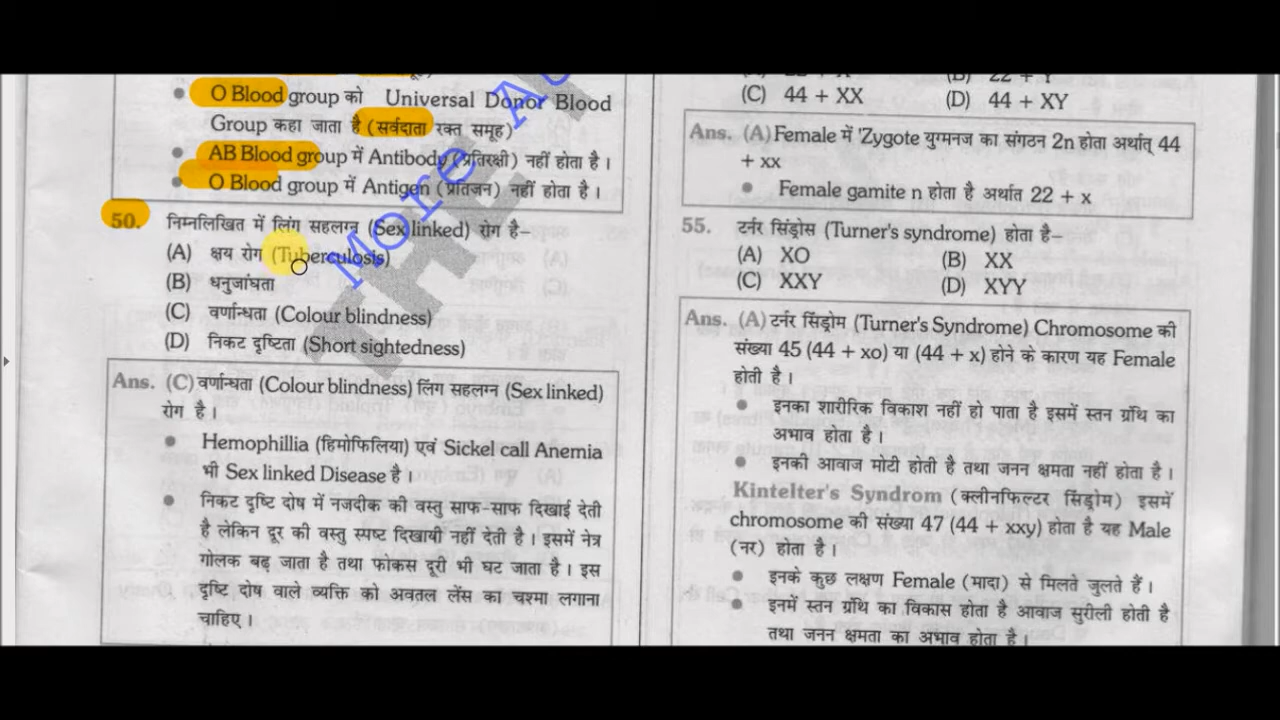 O Blood group को Universal Donor Blood
Group कहा जाता है (सर्वदाता रक्त समूह)
AB Blood group में Antibody (प्रतिरक्षी) नहीं होता है।
O Blood group में Antigen (प्रतिजन) नहीं होता है।
50. निम्नलिखित में लिंग सहलग्न (Sex linked) रोग है–
(A) क्षय रोग (Tuberculosis)
(B) धनुजांघता
(C) वर्णान्धता (Colour blindness)
(D) निकट दृष्टिता (Short sightedness)
Ans. (C) वर्णान्धता (Colour blindness) लिंग सहलग्न (Sex linked)
रोग है।
Hemophillia (हिमोफिलिया) एवं Sickel call Anemia
भी Sex linked Disease है।
निकट दृष्टि दोष में नजदीक की वस्तु साफ-साफ दिखाई देती
है लेकिन दूर की वस्तु स्पष्ट दिखायी नहीं देती है। इसमें नेत्र
गोलक बढ़ जाता है तथा फोकस दूरी भी घट जाता है। इस
दृष्टि दोष वाले व्यक्ति को अवतल लेंस का चश्मा लगाना
चाहिए।
(C) 44 + XX (D) 44 + XY
Ans. (A) Female में 'Zygote युग्मनज का संगठन 2n होता अर्थात् 44
+ xx
Female gamite n होता है अर्थात 22 + x
55. टर्नर सिंड्रोस (Turner's syndrome) होता है–
(A) XO (B) XX
(C) XXY (D) XYY
Ans. (A) टर्नर सिंड्रोम (Turner's Syndrome) Chromosome की
संख्या 45 (44 + xo) या (44 + x) होने के कारण यह Female
होती है।
इनका शारीरिक विकाश नहीं हो पाता है इसमें स्तन ग्रंथि का
अभाव होता है।
इनकी आवाज मोटी होती है तथा जनन क्षमता नहीं होता है।
Kintelter's Syndrom (क्लीनफिल्टर सिंड्रोम) इसमें
chromosome की संख्या 47 (44 + xxy) होता है यह Male
(नर) होता है।
इनके कुछ लक्षण Female (मादा) से मिलते जुलते हैं।
इनमें स्तन ग्रंथि का विकास होता है आवाज सुरीली होती है
तथा जनन क्षमता का अभाव होता है।
More
THE